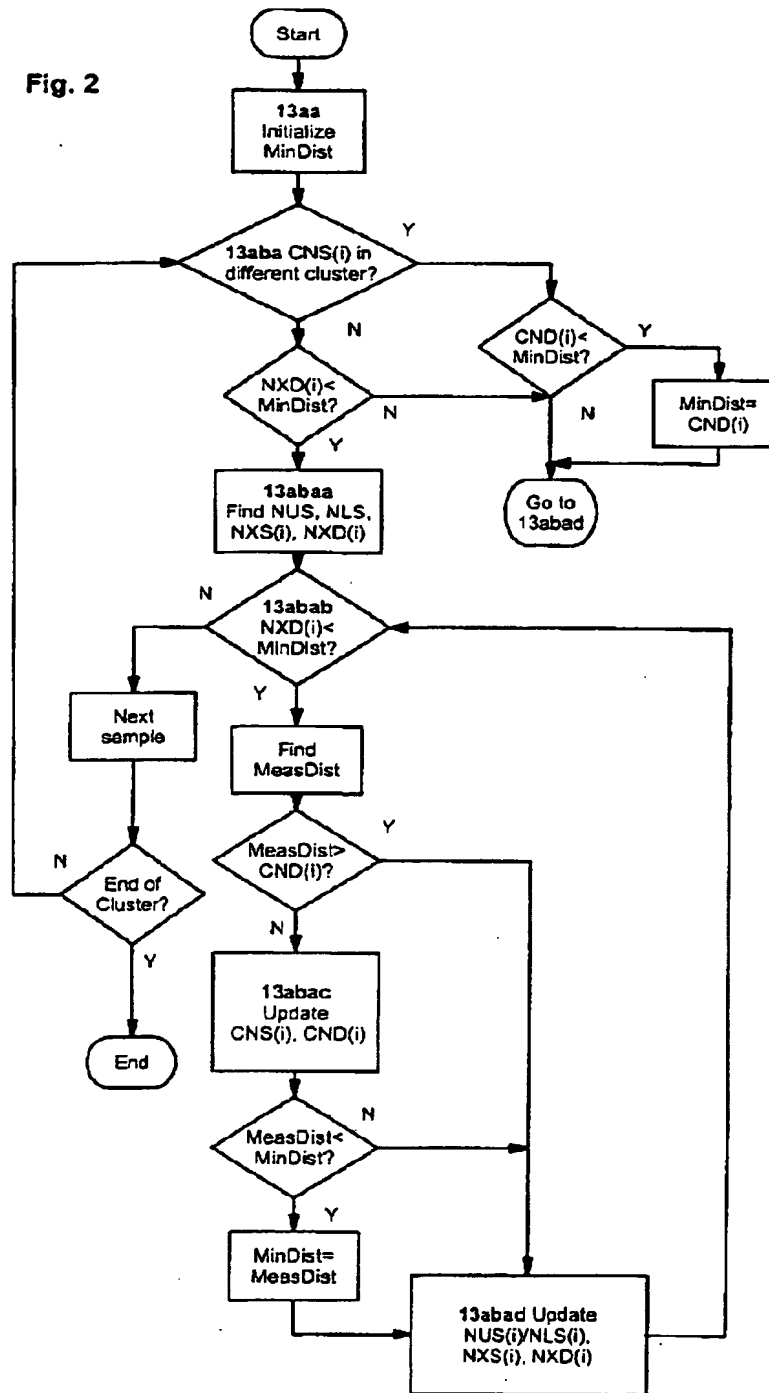 Start
Fig. 2
13aa
Initialize
MinDist
13aba CNS(i) in
different cluster?
Y
N
CND(i)<
MinDist?
Y
N
MinDist=
CND(i)
NXD(i)<
MinDist?
N
Y
Go to
13abad
13abaa
Find NUS, NLS,
NXS(i), NXD(i)
13abab
NXD(i)<
MinDist?
N
Y
Next
sample
Find
MeasDist
End of
Cluster?
N
Y
End
MeasDist>
CND(i)?
Y
N
13abac
Update
CNS(i), CND(i)
MeasDist<
MinDist?
N
Y
MinDist=
MeasDist
13abad Update
NUS(i)/NLS(i),
NXS(i), NXD(i)